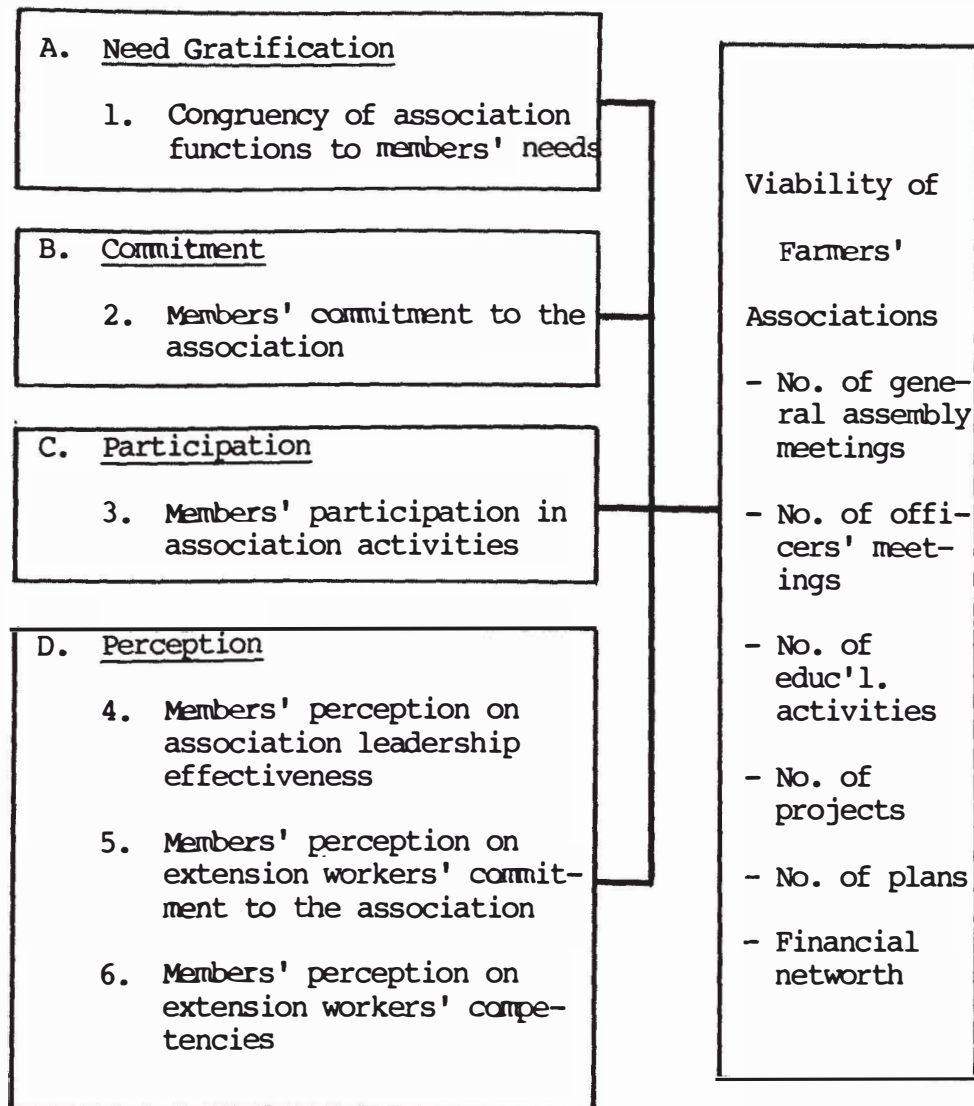 A. Need Gratification
1. Congruency of association
functions to members' needs
B. Commitment
2. Members' commitment to the
association
C. Participation
3. Members' participation in
association activities
D. Perception
4. Members' perception on
association leadership
effectiveness
5. Members' perception on
extension workers' commit-
ment to the association
6. Members' perception on
extension workers' compe-
tencies
Viability of
Farmers'
Associations
- No. of gene-
ral assembly
meetings
- No. of offi-
cers' meet-
ings
- No. of
educ'l.
activities
- No. of
projects
- No. of plans
- Financial
networth